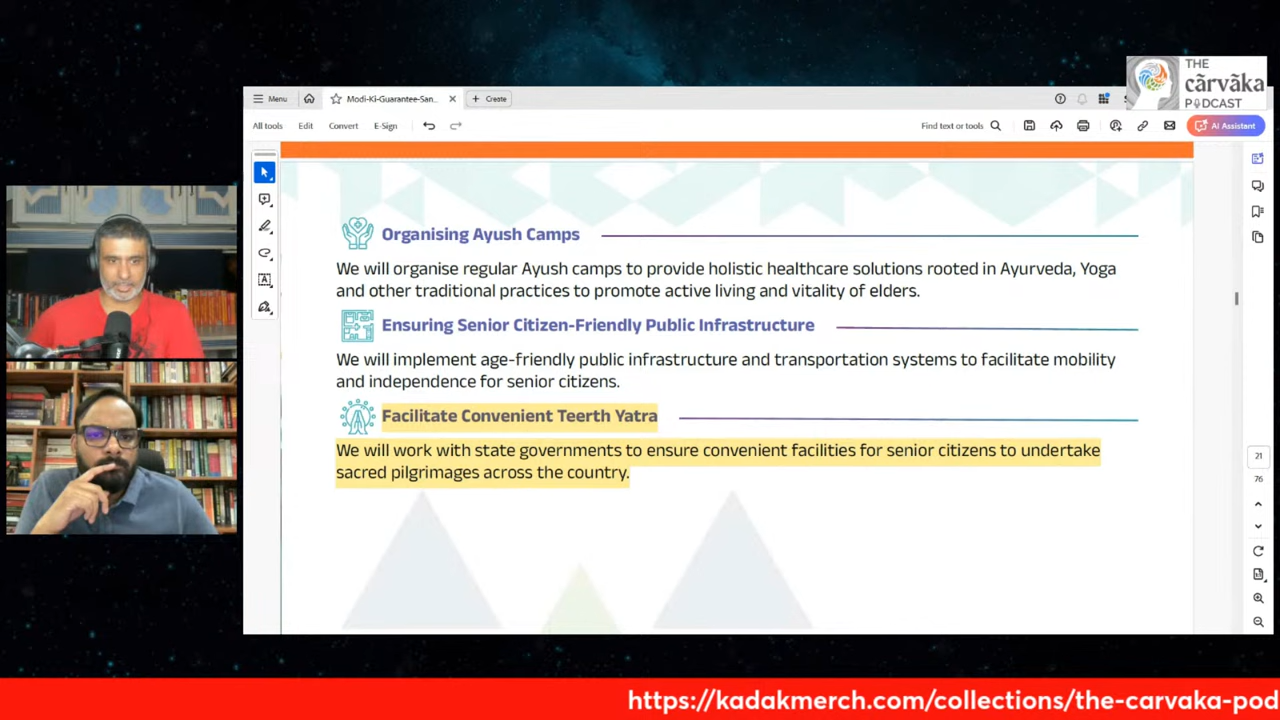 THE
cārvāka
PODCAST
Menu
Modi-Ki-Guarantee-San...
Create
All tools
Edit
Convert
E-Sign
Find text or tools
AI Assistant
Organising Ayush Camps
We will organise regular Ayush camps to provide holistic healthcare solutions rooted in Ayurveda, Yoga
and other traditional practices to promote active living and vitality of elders.
Ensuring Senior Citizen-Friendly Public Infrastructure
We will implement age-friendly public infrastructure and transportation systems to facilitate mobility
and independence for senior citizens.
Facilitate Convenient Teerth Yatra
We will work with state governments to ensure convenient facilities for senior citizens to undertake
sacred pilgrimages across the country.
21
76
https://kadakmerch.com/collections/the-carvaka-pod